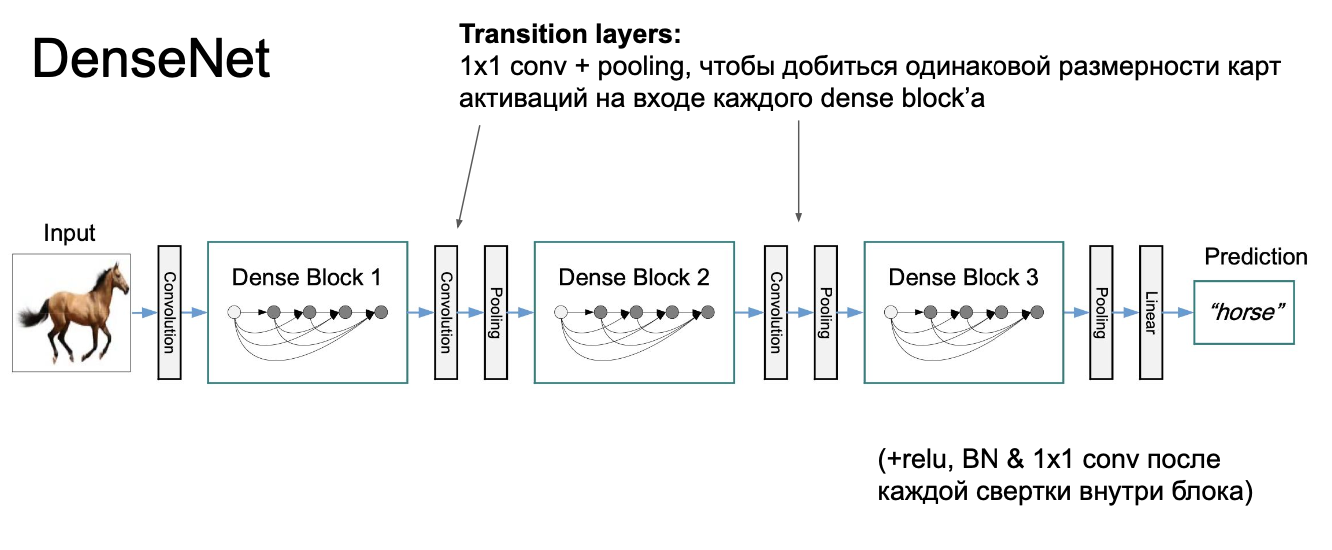 DenseNet
Transition layers:
1x1 conv + pooling, чтобы добиться одинаковой размерности карт
активаций на входе каждого dense block’а
Input
Convolution
Dense Block 1
Convolution
Pooling
Dense Block 2
Convolution
Pooling
Dense Block 3
Pooling
Linear
Prediction
“horse”
(+relu, BN & 1x1 conv после
каждой свертки внутри блока)